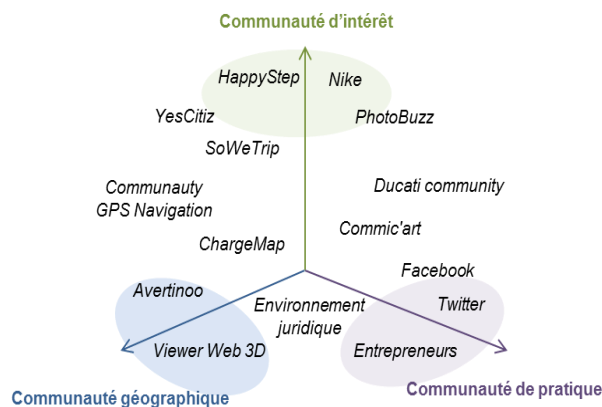 Communauté d'intérêt
HappyStep
Nike
YesCitiz
PhotoBuzz
SoWeTrip
Communauty
GPS Navigation
Ducati community
Commic'art
ChargeMap
Facebook
Avertinoo
Environnement
juridique
Twitter
Viewer Web 3D
Entrepreneurs
Communauté géographique
Communauté de pratique